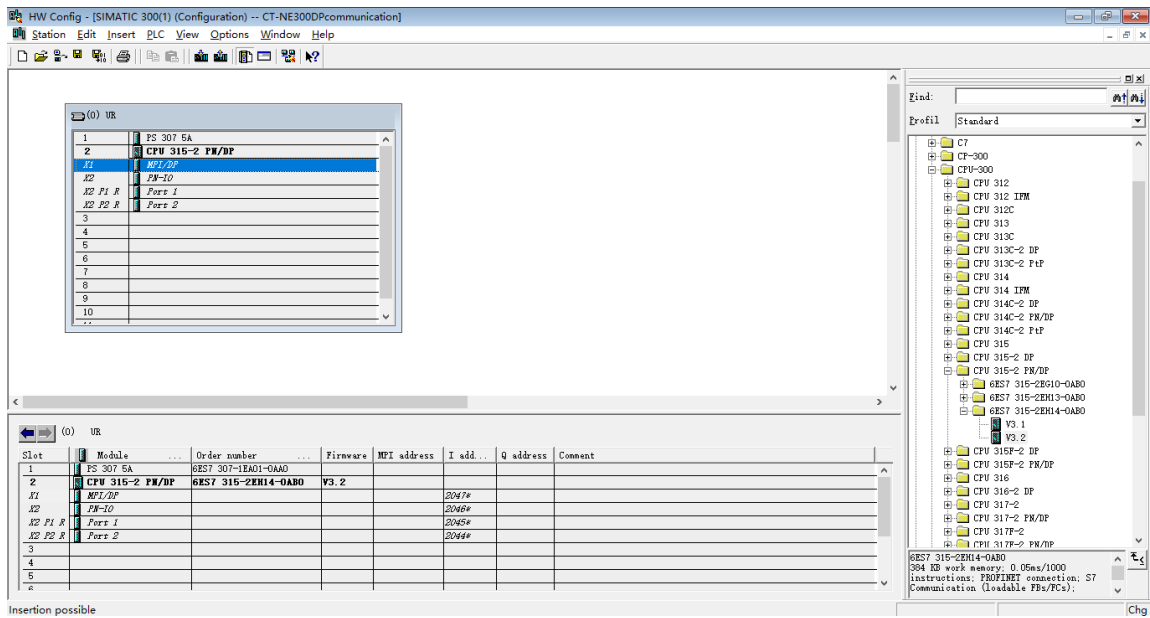 HW Config - [SIMATIC 300(1) (Configuration) -- CT-NE300DPcommunication]
Station Edit Insert PLC View Options Window Help
(0) UR
1 PS 307 5A
2 CPU 315-2 PN/DP
X1 MPI/DP
X2 PN-IO
X2 P1 R Port 1
X2 P2 R Port 2
3
4
5
6
7
8
9
10
Find:
Profil Standard
C7
CP-300
CPU-300
CPU 312
CPU 312 IFM
CPU 312C
CPU 313
CPU 313C
CPU 313C-2 DP
CPU 313C-2 PtP
CPU 314
CPU 314 IFM
CPU 314C-2 DP
CPU 314C-2 PN/DP
CPU 314C-2 PtP
CPU 315
CPU 315-2 DP
CPU 315-2 PN/DP
6ES7 315-2EG10-0AB0
6ES7 315-2EH13-0AB0
6ES7 315-2EH14-0AB0
V3.1
V3.2
CPU 315F-2 DP
CPU 315F-2 PN/DP
CPU 316
CPU 316-2 DP
CPU 317-2
CPU 317-2 PN/DP
CPU 317F-2
CPU 317F-2 PN/DP
(0) UR
Slot Module ... Order number ... Firmware MPI address I add... Q address Comment
1 PS 307 5A 6ES7 307-1EA01-0AA0
2 CPU 315-2 PN/DP 6ES7 315-2EH14-0AB0 V3.2
X1 MPI/DP 2047*
X2 PN-IO 2046*
X2 P1 R Port 1 2045*
X2 P2 R Port 2 2044*
3
4
5
6
6ES7 315-2EH14-0AB0
384 KB work memory; 0.05ms/1000
instructions; PROFINET connection; S7
Communication (loadable FBs/FCs);
Insertion possible
Chg